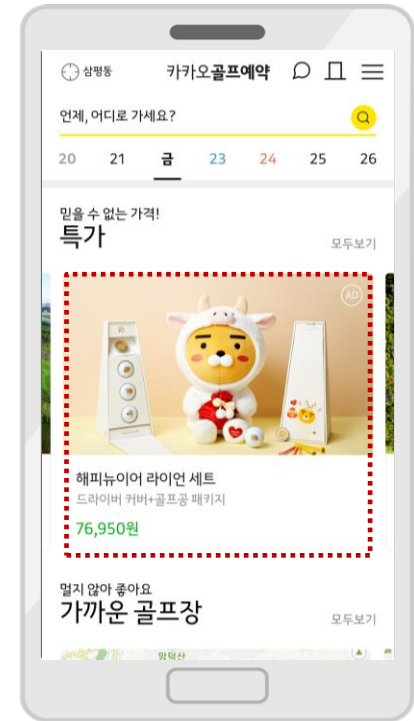 삼평동 카카오골프예약
언제, 어디로 가세요?
20 21 금 23 24 25 26
믿을 수 없는 가격!
특가 모두보기
AD
해피뉴이어 라이언 세트
드라이버 커버+골프공 패키지
76,950원
멀지 않아 좋아요
가까운 골프장 모두보기